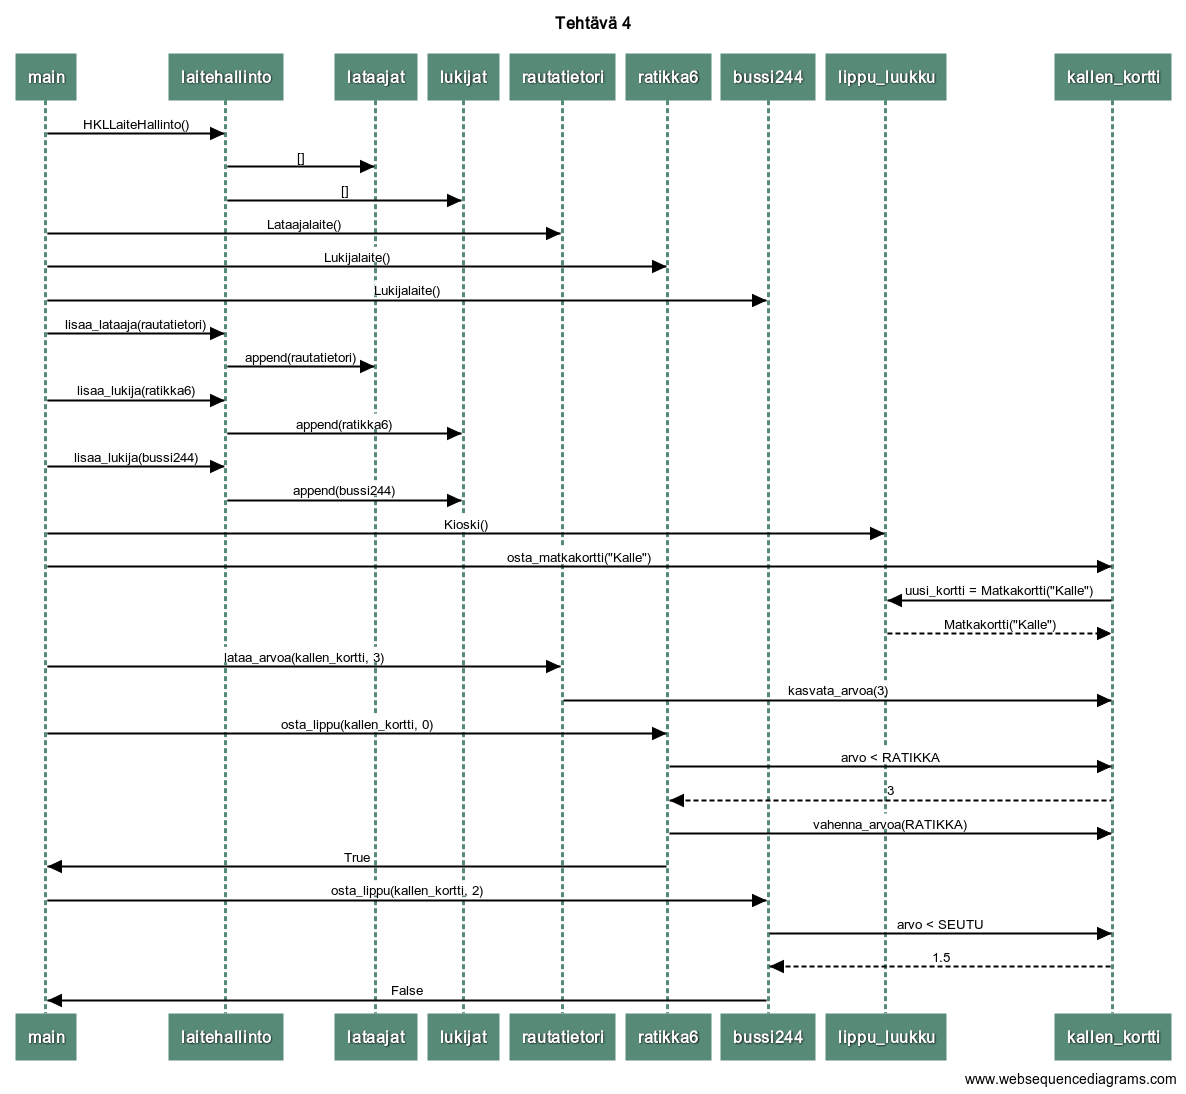 Tehtävä 4
main laitehallinto lataajat lukijat rautatietori ratikka6 bussi244 lippu_luukku kallen_kortti
HKLLaiteHallinto()
[]
[]
Lataajalaite()
Lukijalaite()
Lukijalaite()
lisaa_lataaja(rautatietori)
append(rautatietori)
lisaa_lukija(ratikka6)
append(ratikka6)
lisaa_lukija(bussi244)
append(bussi244)
Kioski()
osta_matkakortti("Kalle")
uusi_kortti = Matkakortti("Kalle")
Matkakortti("Kalle")
lataa_arvoa(kallen_kortti, 3)
kasvata_arvoa(3)
osta_lippu(kallen_kortti, 0)
arvo < RATIKKA
3
vahenna_arvoa(RATIKKA)
True
osta_lippu(kallen_kortti, 2)
arvo < SEUTU
1.5
False
main laitehallinto lataajat lukijat rautatietori ratikka6 bussi244 lippu_luukku kallen_kortti
www.websequencediagrams.com